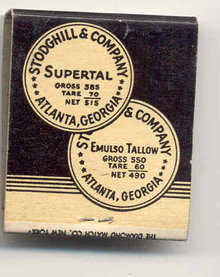 STODGHILL & COMPANY
SUPERTAL
GROSS 585
TARE 70
NET 515
ATLANTA, GEORGIA
& COMPANY
EMULSO TALLOW
GROSS 550
TARE 60
NET 490
ATLANTA, GEORGIA
THE DIAMOND MATCH CO. NEW YORK